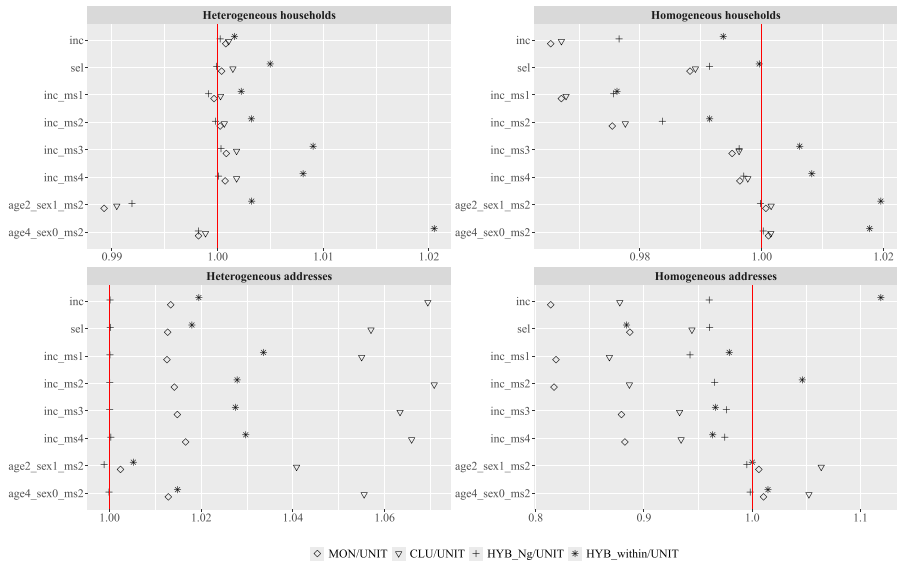 Heterogeneous households
Homogeneous households
inc
sel
inc_ms1
inc_ms2
inc_ms3
inc_ms4
age2_sex1_ms2
age4_sex0_ms2
0.99 1.00 1.01 1.02
inc
sel
inc_ms1
inc_ms2
inc_ms3
inc_ms4
age2_sex1_ms2
age4_sex0_ms2
0.98 1.00 1.02
Heterogeneous addresses
Homogeneous addresses
inc
sel
inc_ms1
inc_ms2
inc_ms3
inc_ms4
age2_sex1_ms2
age4_sex0_ms2
1.00 1.02 1.04 1.06
inc
sel
inc_ms1
inc_ms2
inc_ms3
inc_ms4
age2_sex1_ms2
age4_sex0_ms2
0.8 0.9 1.0 1.1
MON/UNIT CLU/UNIT HYB_Ng/UNIT HYB_within/UNIT